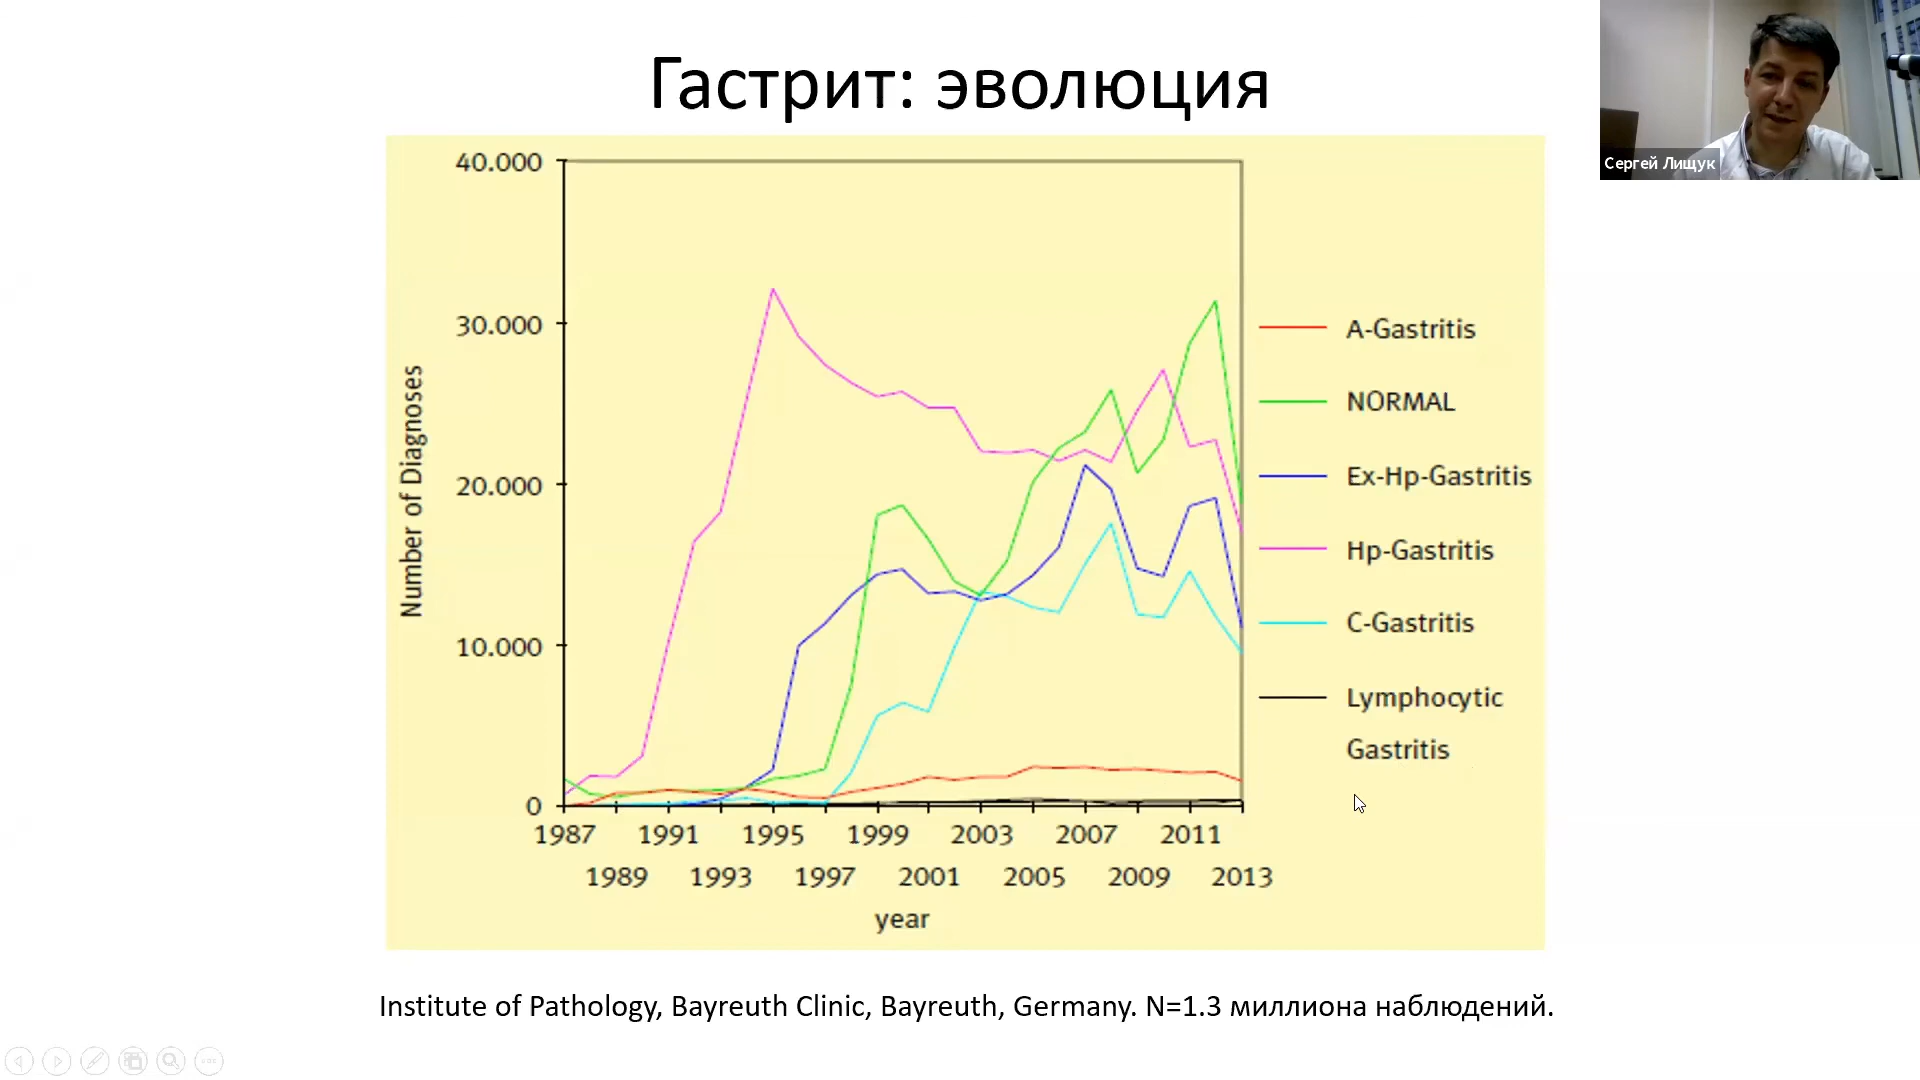 Гастрит: эволюция
Сергей Лищук
40.000
30.000
20.000
10.000
0
Number of Diagnoses
1987 1991 1995 1999 2003 2007 2011
1989 1993 1997 2001 2005 2009 2013
year
A-Gastritis
NORMAL
Ex-Hp-Gastritis
Hp-Gastritis
C-Gastritis
Lymphocytic
Gastritis
Institute of Pathology, Bayreuth Clinic, Bayreuth, Germany. N=1.3 миллиона наблюдений.